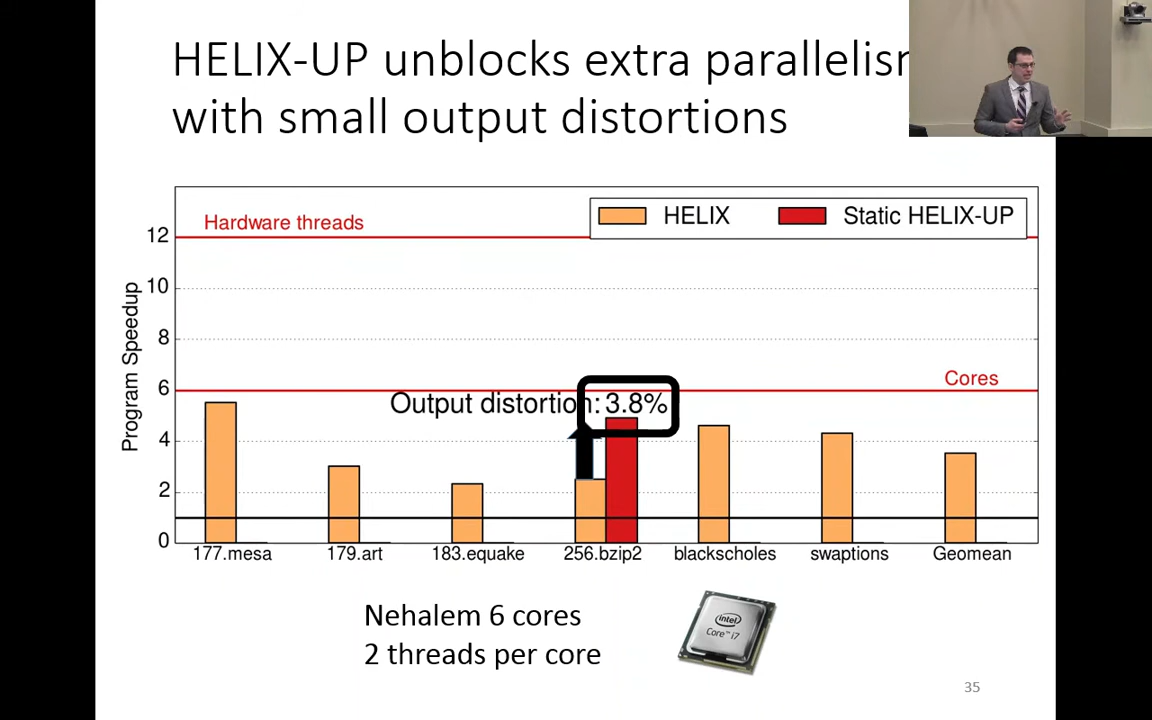 HELIX-UP unblocks extra parallelism
with small output distortions
HELIX
Static HELIX-UP
Hardware threads
12
10
8
6
4
2
0
Program Speedup
Cores
Output distortion: 3.8%
177.mesa
179.art
183.equake
256.bzip2
blackscholes
swaptions
Geomean
Nehalem 6 cores
2 threads per core
intel
Core™ i7
35